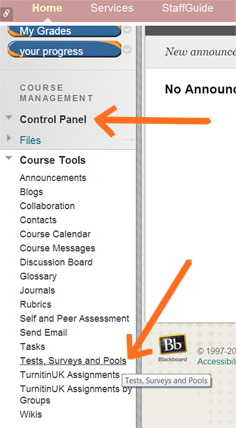 Home Services StaffGuide
My Grades
your progress
New announce
No Announ
COURSE
MANAGEMENT
Control Panel
Files
Course Tools
Announcements
Blogs
Collaboration
Contacts
Course Calendar
Course Messages
Discussion Board
Glossary
Journals
Rubrics
Self and Peer Assessment
Send Email
Tasks
Tests, Surveys and Pools
TurnitinUK Assignments
TurnitinUK Assignments by
Groups
Wikis
Tests, Surveys and Pools
Bb
Blackboard
© 1997-20
Accessibili